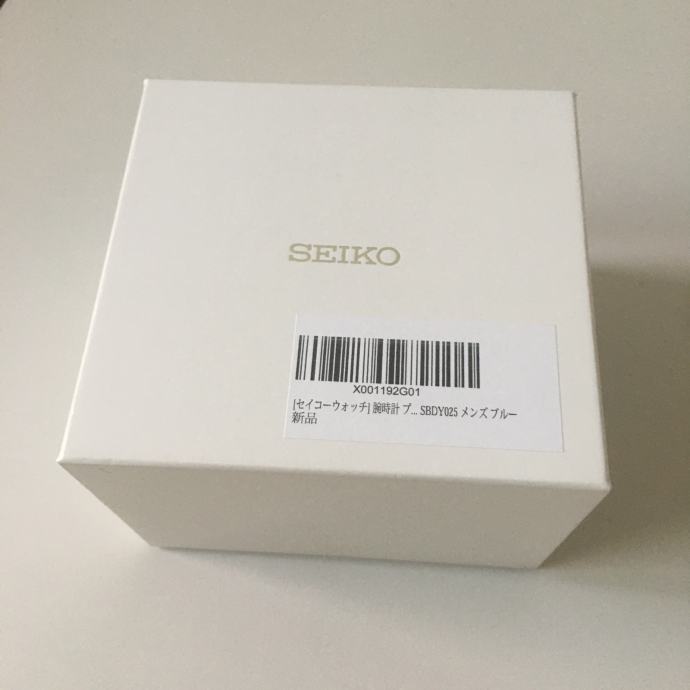 SEIKO
X001192G01
[セイコーウォッチ] 腕時計 プ... SBDY025 メンズ ブルー
新品